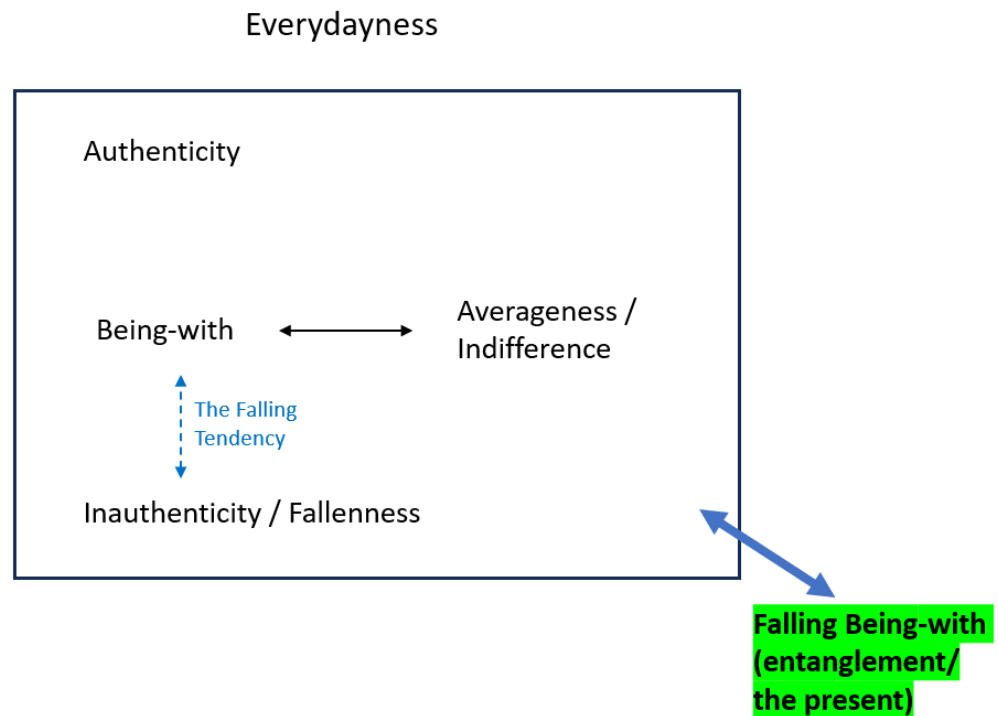 Everydayness
Authenticity
Being-with
Averageness /
Indifference
The Falling
Tendency
Inauthenticity / Fallenness
Falling Being-with
(entanglement/
the present)